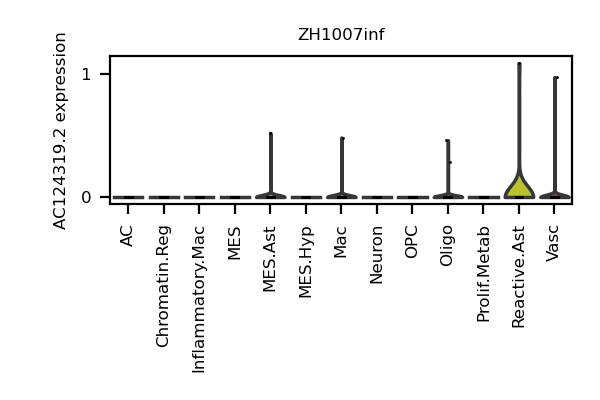 ZH1007inf
AC124319.2 expression
1
0
AC
Chromatin.Reg
Inflammatory.Mac
MES
MES.Ast
MES.Hyp
Mac
Neuron
OPC
Oligo
Prolif.Metab
Reactive.Ast
Vasc